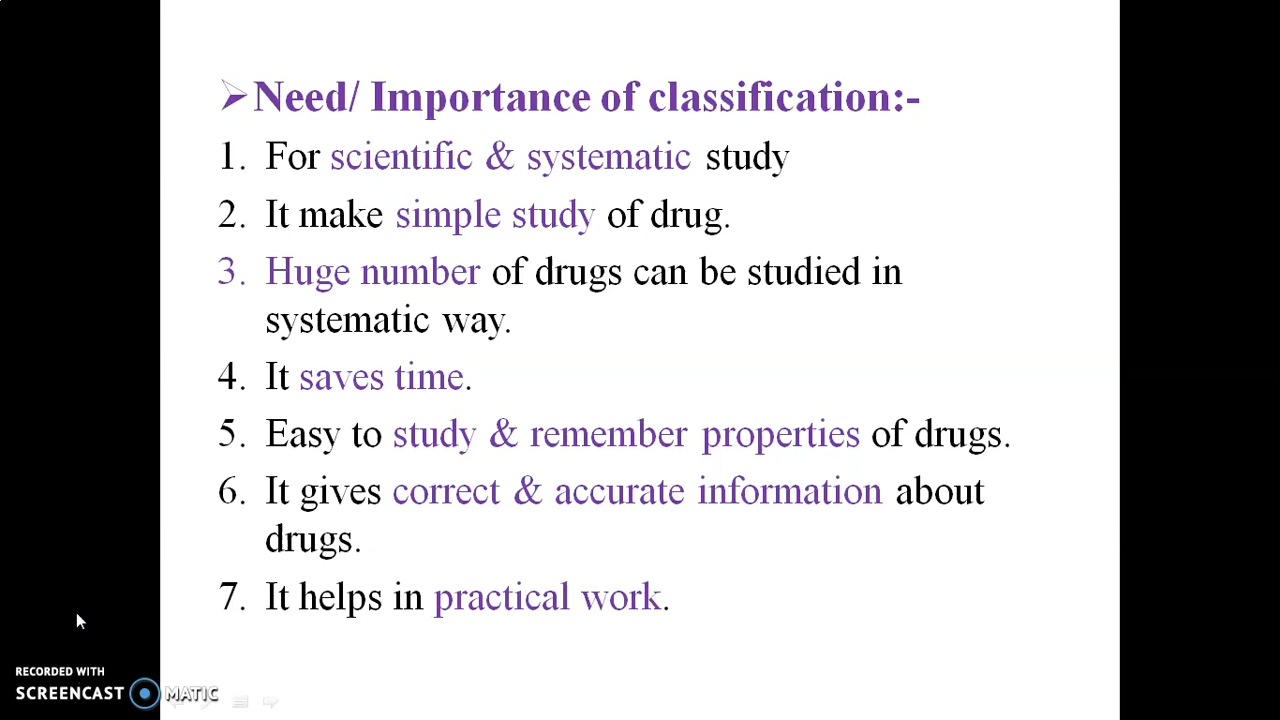 ➢Need/ Importance of classification:-
1. For scientific & systematic study
2. It make simple study of drug.
3. Huge number of drugs can be studied in
systematic way.
4. It saves time.
5. Easy to study & remember properties of drugs.
6. It gives correct & accurate information about
drugs.
7. It helps in practical work.
RECORDED WITH
SCREENCAST MATIC